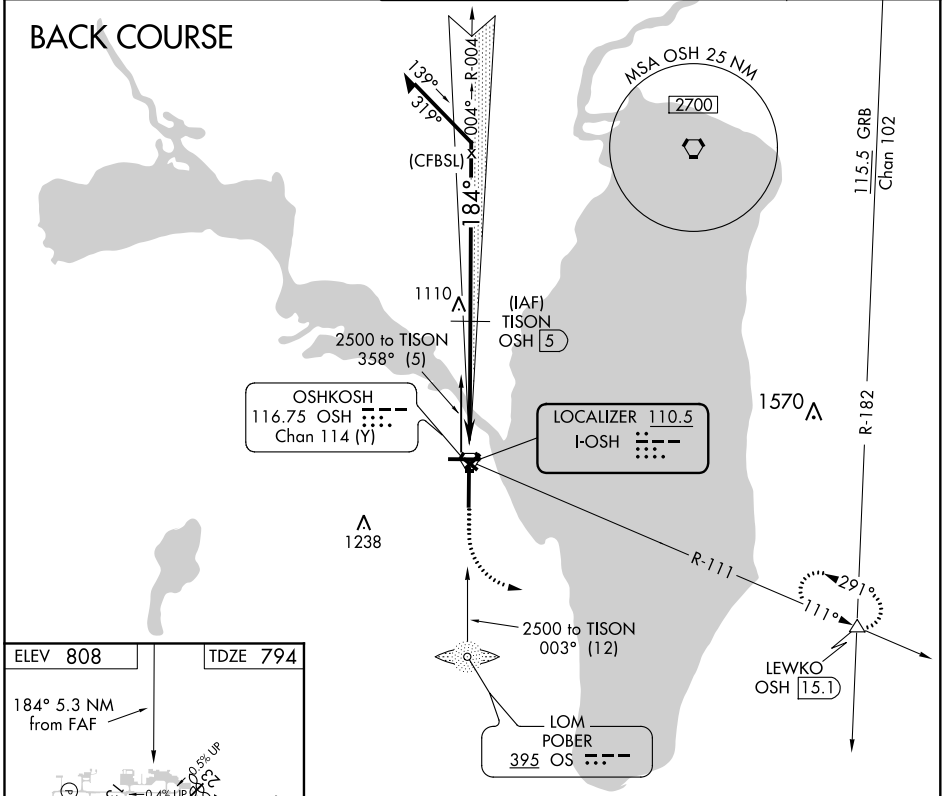 BACK COURSE
139°
319°
004°
R-004
(CFBSL)
184°
MSA OSH 25 NM
2700
115.5 GRB
Chan 102
1110
(IAF)
TISON
OSH 5
2500 to TISON
358° (5)
OSHKOSH
116.75 OSH
Chan 114 (Y)
LOCALIZER 110.5
I-OSH
1570
R-182
1238
R-111
291°
111°
2500 to TISON
003° (12)
LEWKO
OSH 15.1
LOM
POBER
395 OS
ELEV 808
TDZE 794
184° 5.3 NM
from FAF
0.5% UP
0.4% UP
P